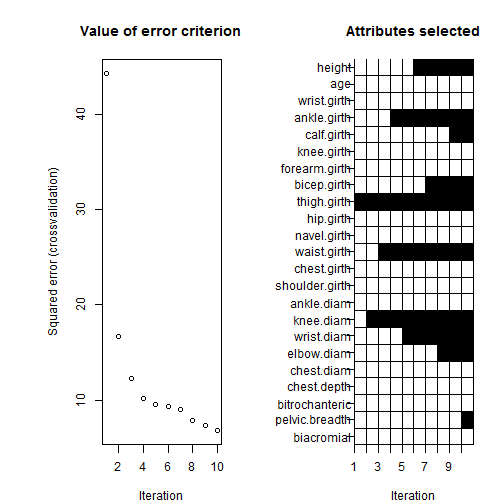 Value of error criterion
Squared error (crossvalidation)
40
30
20
10
2 4 6 8 10
Iteration
Attributes selected
height
age
wrist.girth
ankle.girth
calf.girth
knee.girth
forearm.girth
bicep.girth
thigh.girth
hip.girth
navel.girth
waist.girth
chest.girth
shoulder.girth
ankle.diam
knee.diam
wrist.diam
elbow.diam
chest.diam
chest.depth
bitrochanteric
pelvic.breadth
biacromial
1 3 5 7 9
Iteration